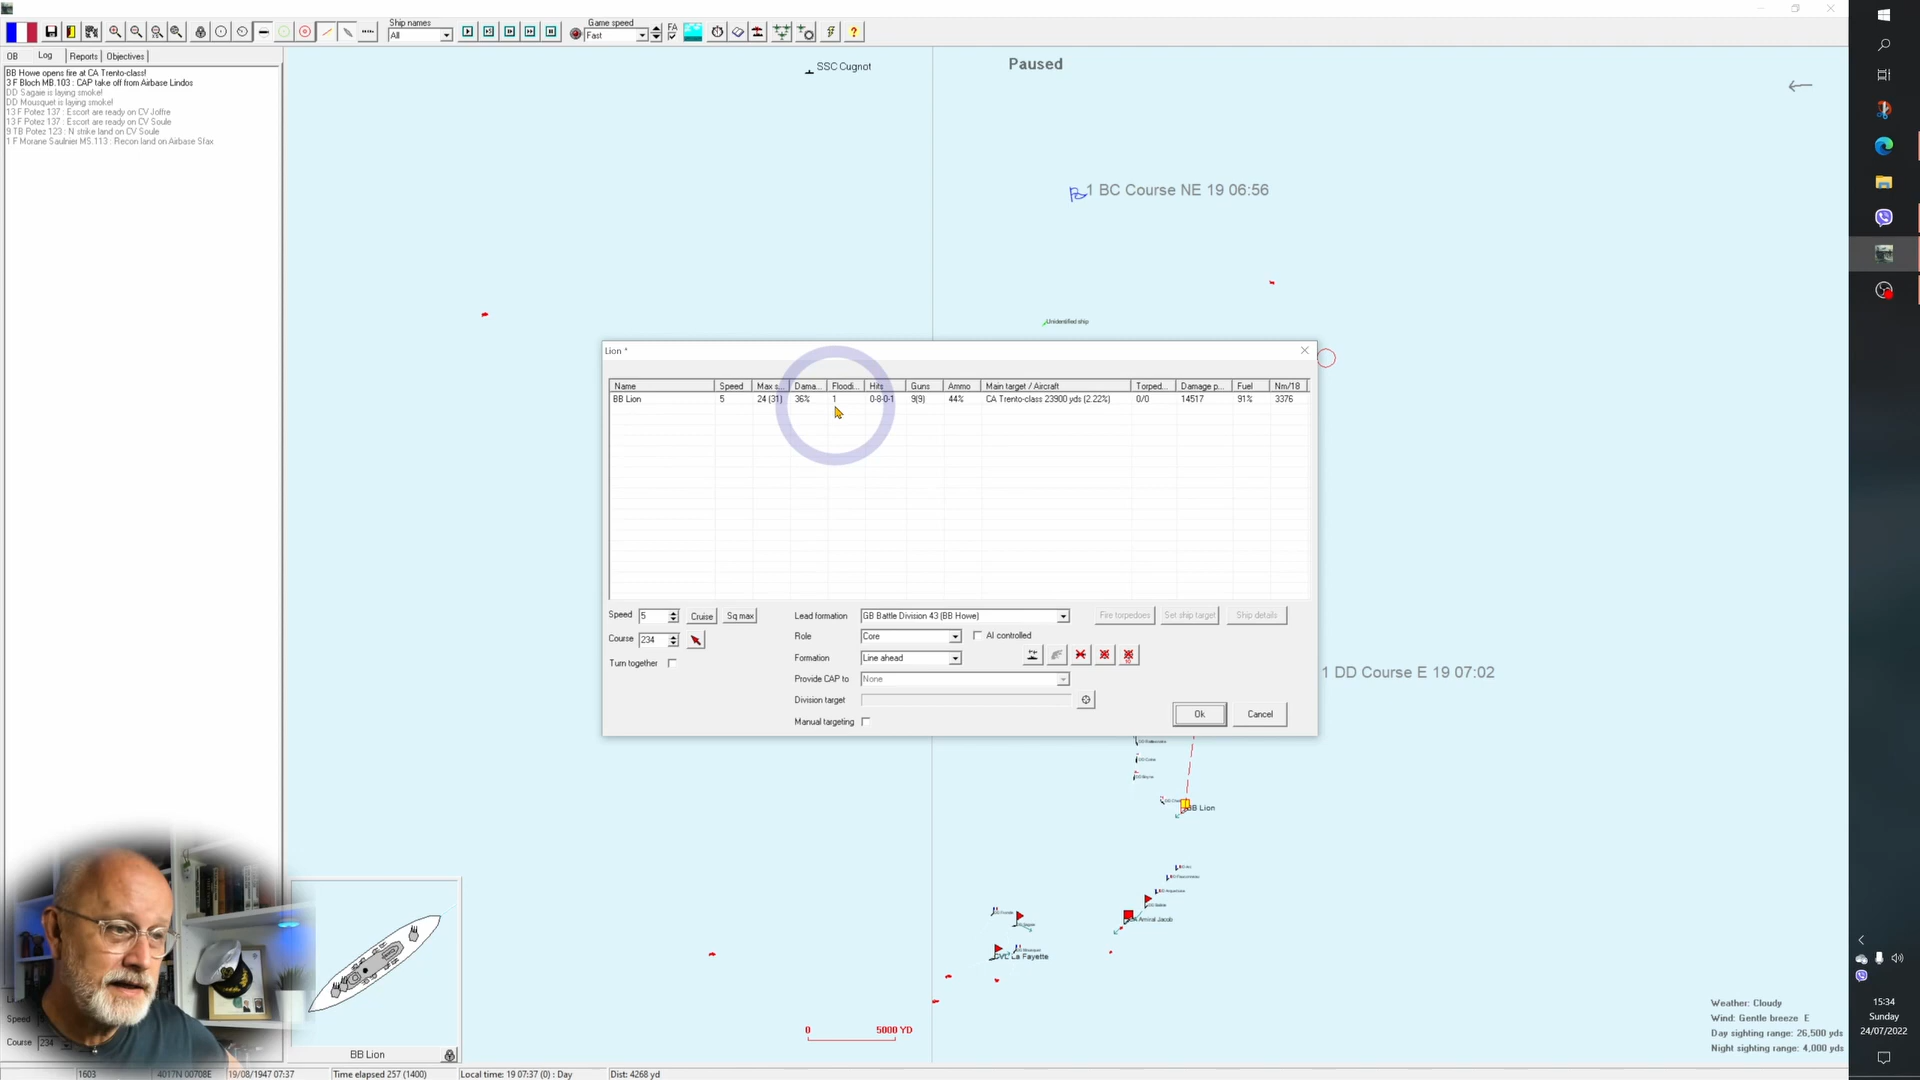 Ship names
Game speed
All
Fast
FA
OB
Log
Reports
Objectives
BB Howe opens fire at CA Trento-class!
3 F Bloch MB.103 : CAP take off from Airbase Lindos
DD Sagaie is laying smoke!
DD Mousquet is laying smoke!
13 F Potez 137 : Escort are ready on CV Joffre
13 F Potez 137 : Escort are ready on CV Soule
9 TB Potez 123 : N strike land on CV Soule
1 F Morane Saulnier MS.113 : Recon land on Airbase Sfax
SSC Cugnot
Paused
1 BC Course NE 19 06:56
Unidentified ship
Lion *
Name Speed Max s... Dama... Floodi... Hits Guns Ammo Main target / Aircraft Torped... Damage p... Fuel Nm/18
BB Lion 5 24 (31) 36% 1 0-8-0-1 9(9) 44% CA Trento-class 23900 yds (2.22%) 0/0 14517 91% 3376
Speed 5 Cruise Sq max
Course 234
Turn together
Lead formation GB Battle Division 43 (BB Howe)
Role Core
AI controlled
Formation Line ahead
Provide CAP to None
Division target
Manual targeting
Fire torpedoes
Set ship target
Ship details
10
Ok
Cancel
1 DD Course E 19 07:02
BB Lion
CA Amiral Jacob
CVL La Fayette
0 5000 YD
Weather: Cloudy
Wind: Gentle breeze E
Day sighting range: 26,500 yds
Night sighting range: 4,000 yds
Speed
Course 234
BB Lion
1603
4017N 00708E
19/08/1947 07:37
Time elapsed 257 (1400)
Local time: 19 07:37 (0) : Day
Dist: 4268 yd
15:34
Sunday
24/07/2022